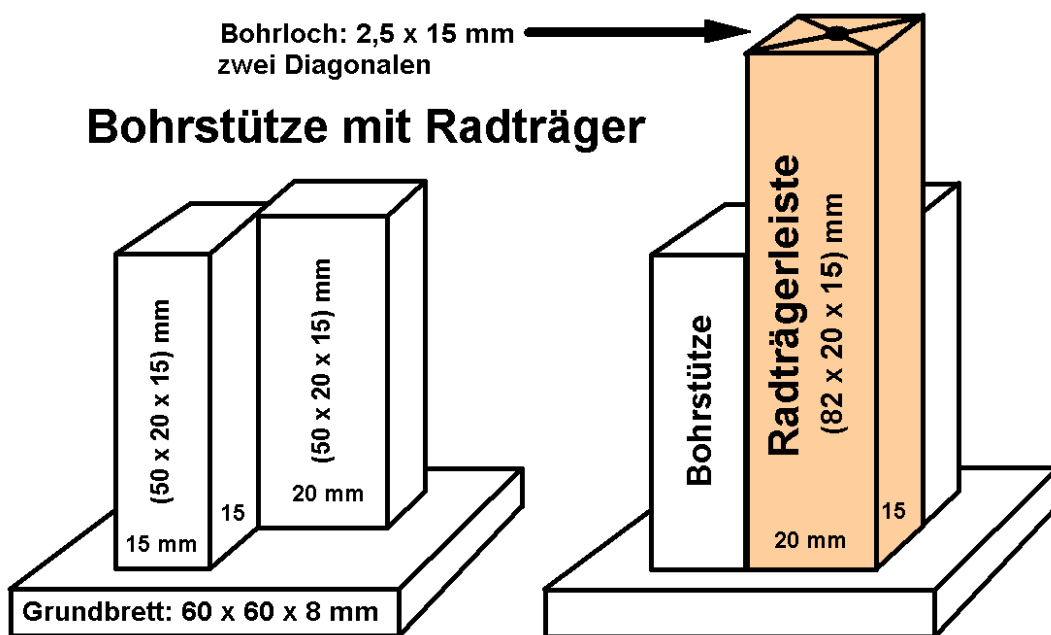 Bohrloch: 2,5 x 15 mm
zwei Diagonalen
Bohrstütze mit Radträger
(50 x 20 x 15) mm
15 mm
15
(50 x 20 x 15) mm
20 mm
Grundbrett: 60 x 60 x 8 mm
Bohrstütze
Radträgerleiste
(82 x 20 x 15) mm
20 mm
15